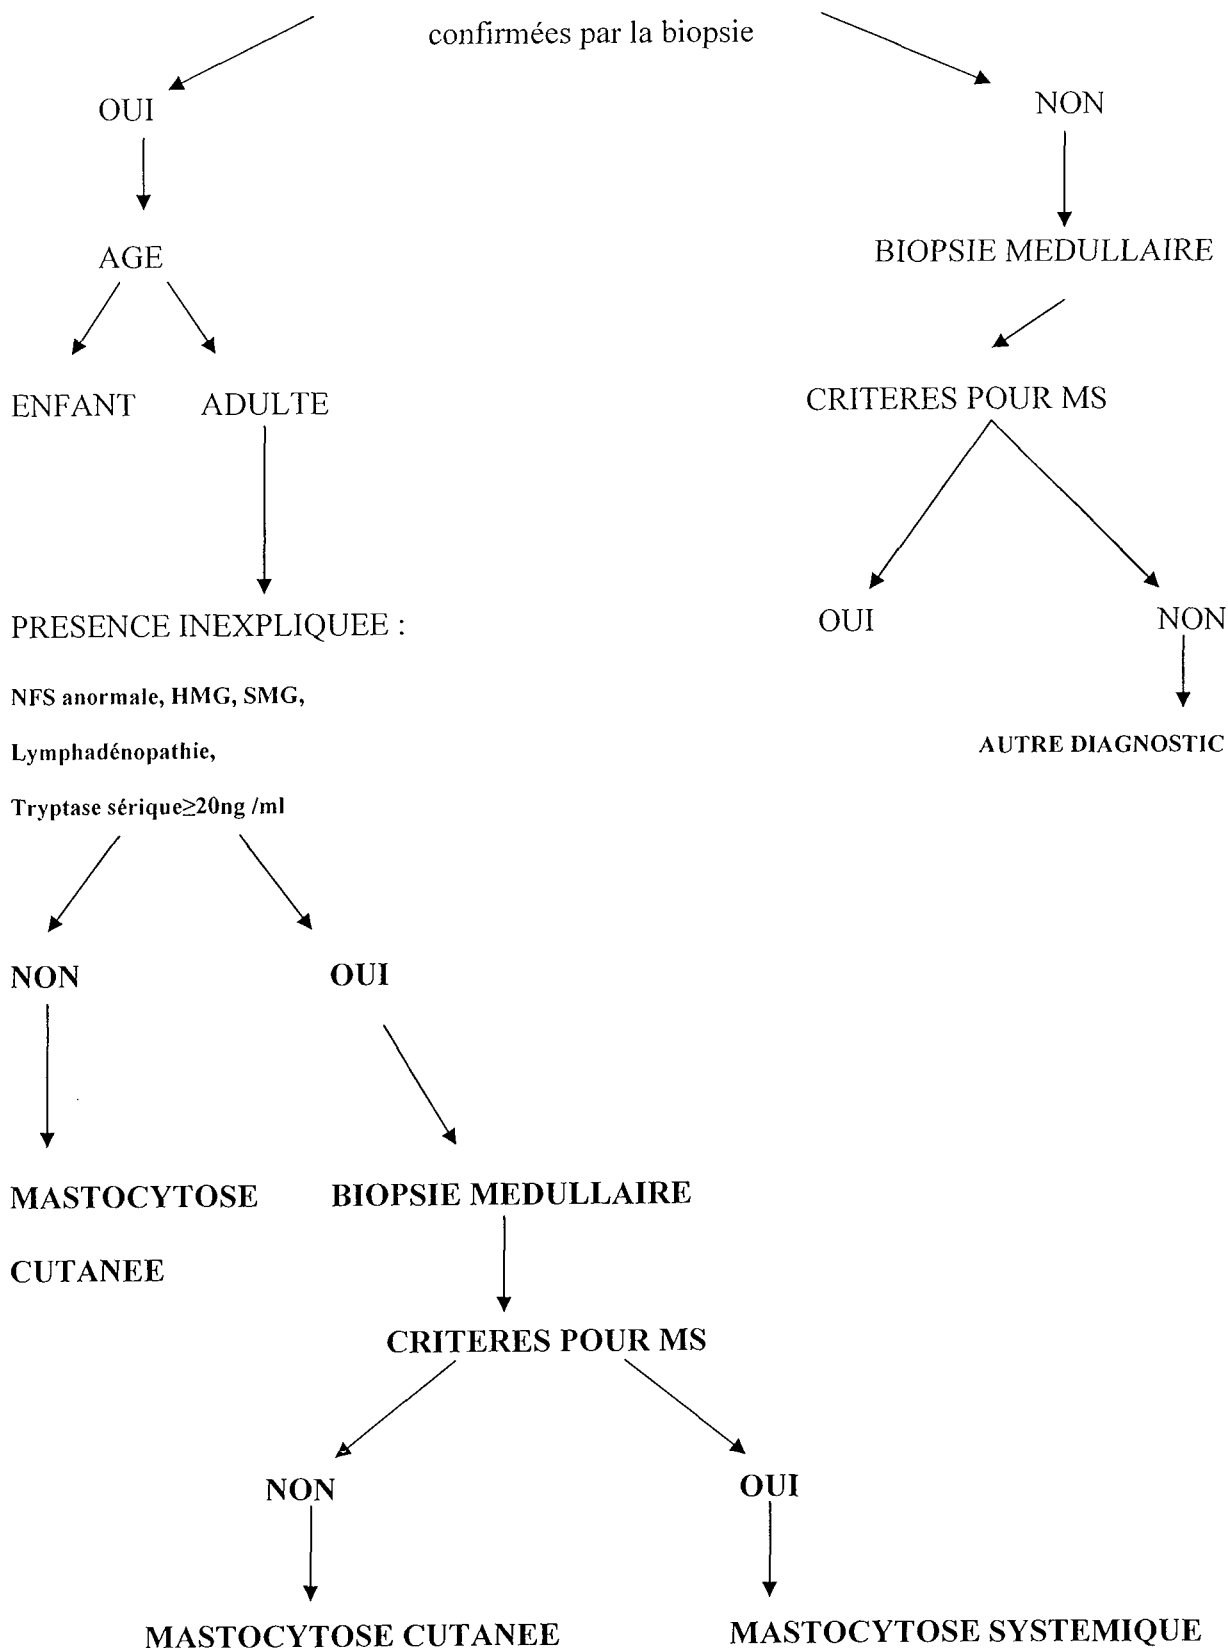 confirmées par la biopsie
OUI
NON
AGE
BIOPSIE MEDULLAIRE
ENFANT ADULTE
CRITERES POUR MS
PRESENCE INEXPLIQUEE :
OUI
NON
NFS anormale, HMG, SMG,
Lymphadénopathie,
AUTRE DIAGNOSTIC
Tryptase sérique≥20ng /ml
NON OUI
MASTOCYTOSE
CUTANEE
BIOPSIE MEDULLAIRE
CRITERES POUR MS
NON
OUI
MASTOCYTOSE CUTANEE
MASTOCYTOSE SYSTEMIQUE